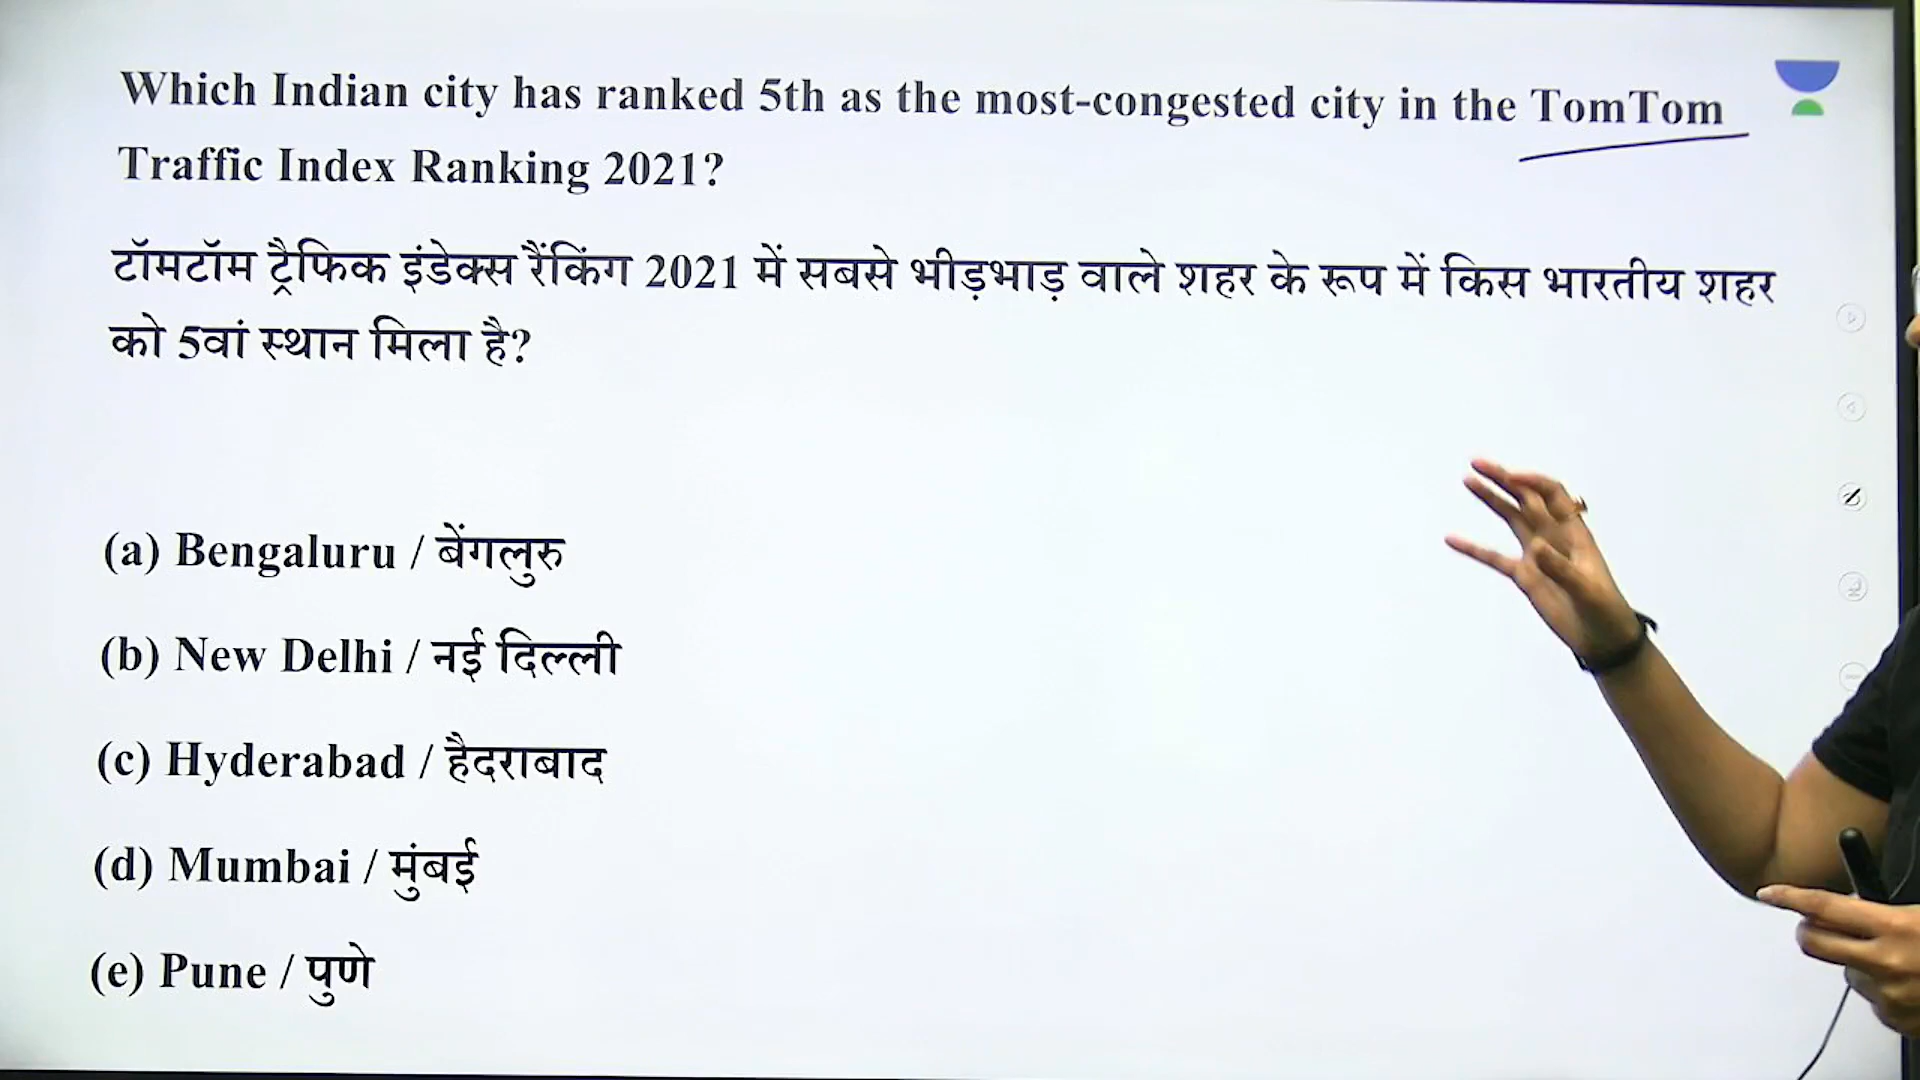 Which Indian city has ranked 5th as the most-congested city in the TomTom
Traffic Index Ranking 2021?
टॉमटॉम ट्रैफिक इंडेक्स रैंकिंग 2021 में सबसे भीड़भाड़ वाले शहर के रूप में किस भारतीय शहर
को 5वां स्थान मिला है?
(a) Bengaluru / बेंगलुरु
(b) New Delhi / नई दिल्ली
(c) Hyderabad / हैदराबाद
(d) Mumbai / मुंबई
(e) Pune / पुणे